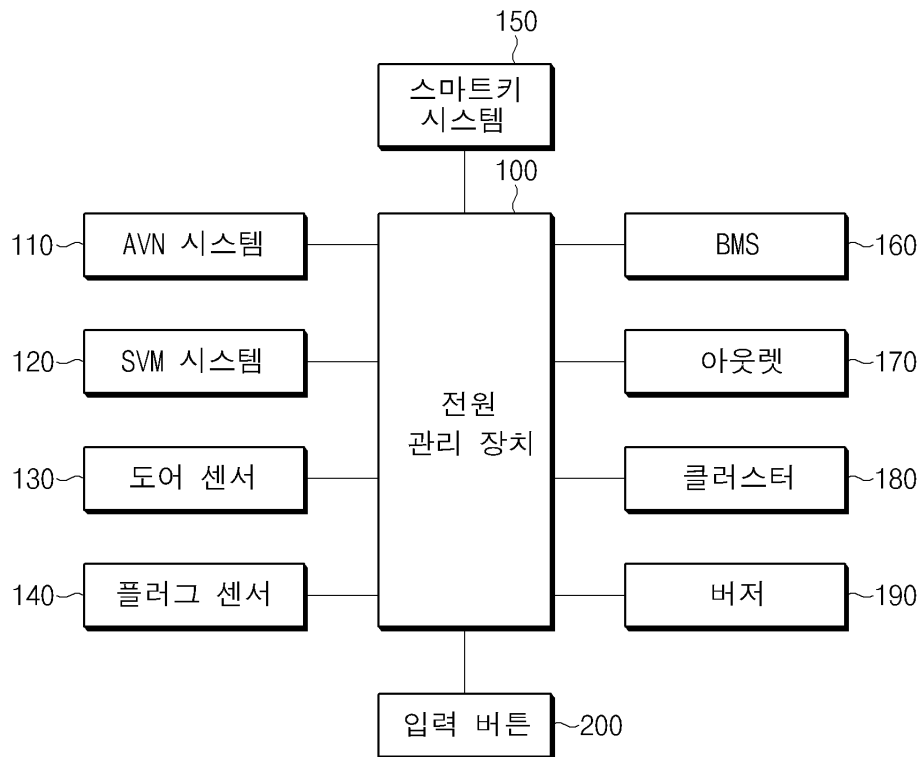 150
스마트키
시스템
100
110 AVN 시스템
BMS 160
120 SVM 시스템
아웃렛 170
전원
관리 장치
130 도어 센서
클러스터 180
140 플러그 센서
버저 190
입력 버튼 200